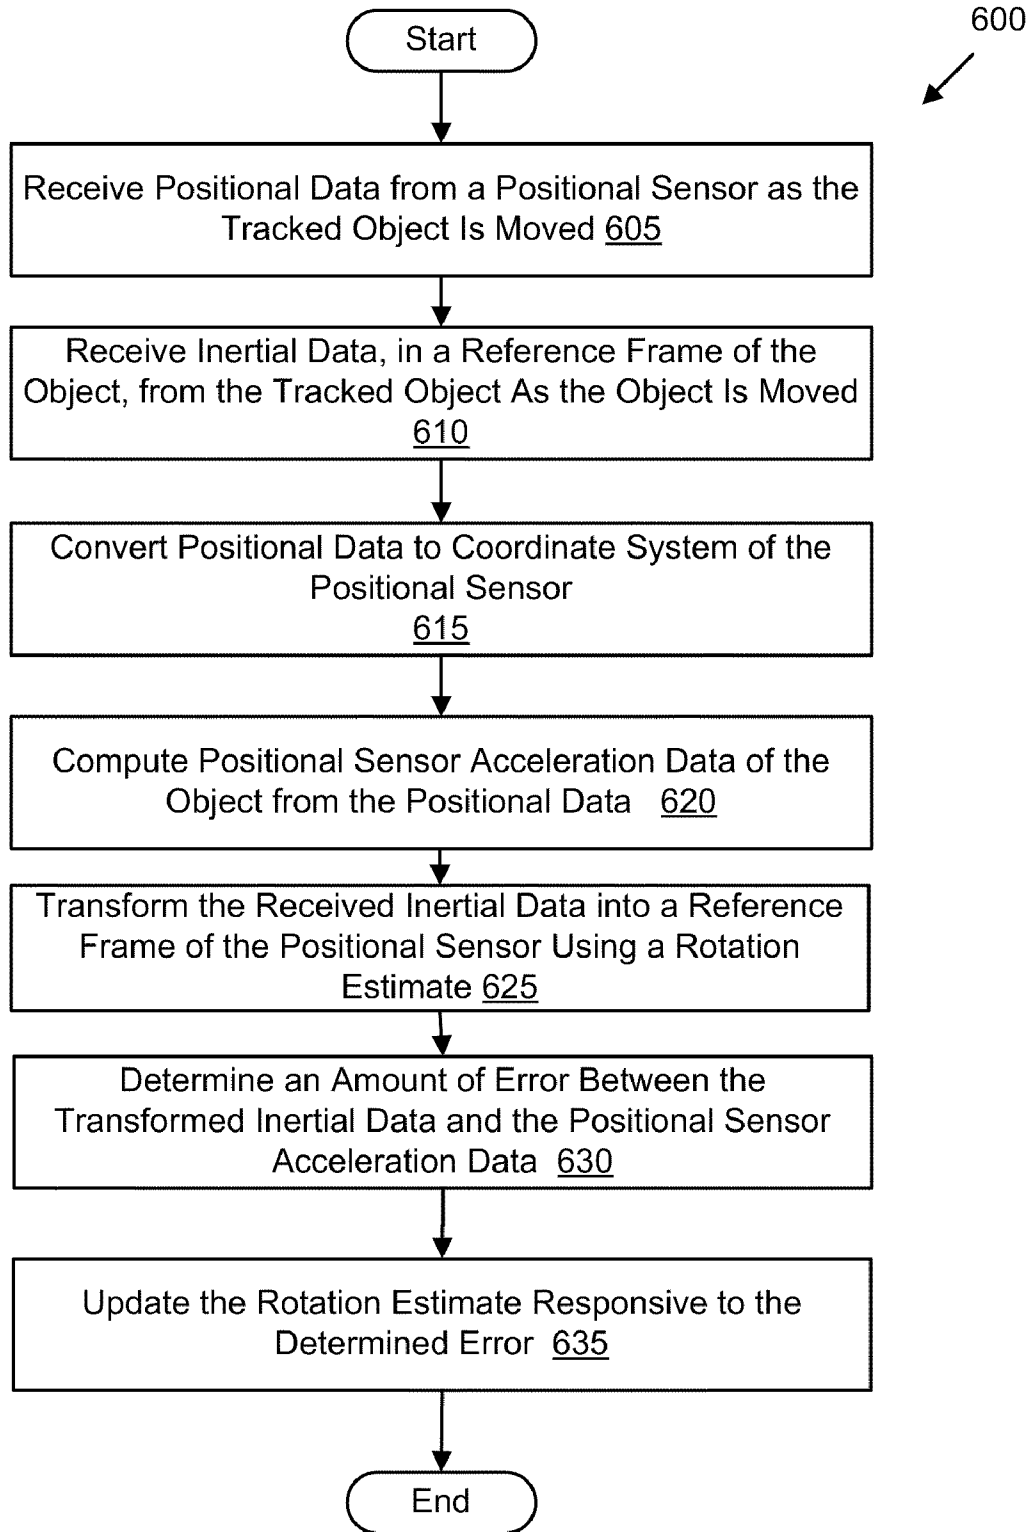 600
Start
Receive Positional Data from a Positional Sensor as the
Tracked Object Is Moved 605
Receive Inertial Data, in a Reference Frame of the
Object, from the Tracked Object As the Object Is Moved
610
Convert Positional Data to Coordinate System of the
Positional Sensor
615
Compute Positional Sensor Acceleration Data of the
Object from the Positional Data 620
Transform the Received Inertial Data into a Reference
Frame of the Positional Sensor Using a Rotation
Estimate 625
Determine an Amount of Error Between the
Transformed Inertial Data and the Positional Sensor
Acceleration Data 630
Update the Rotation Estimate Responsive to the
Determined Error 635
End